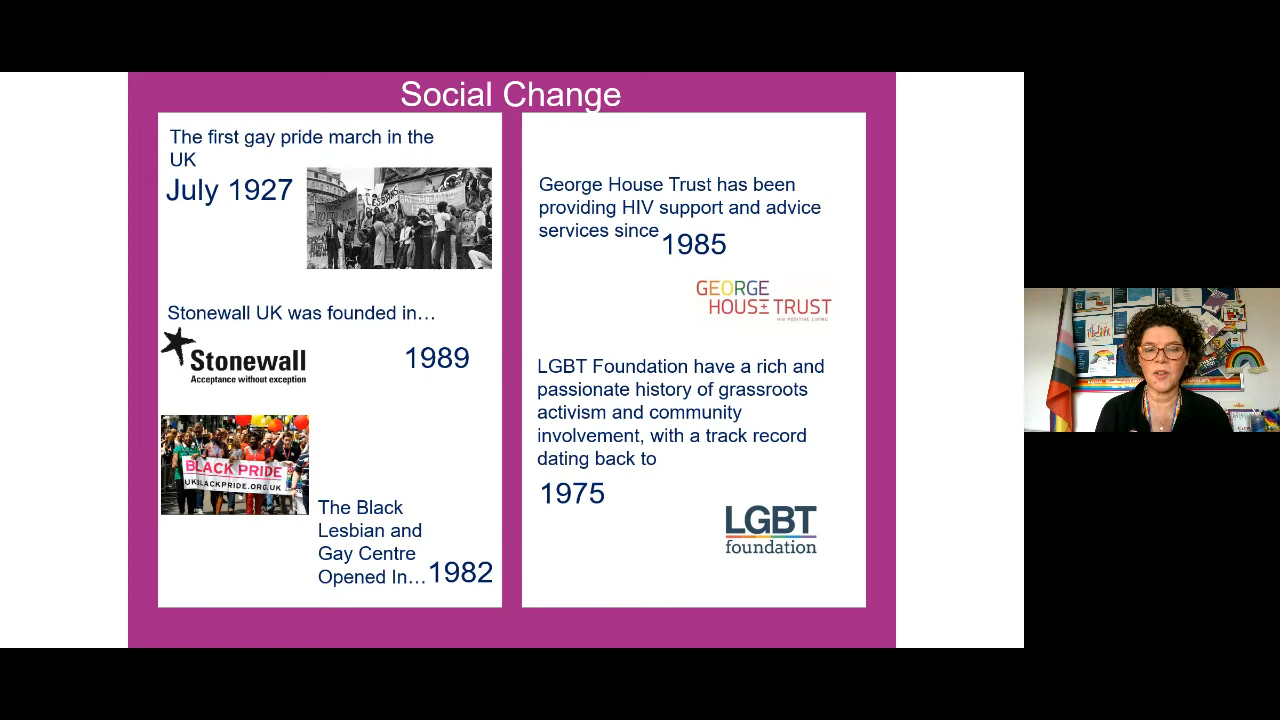 Social Change
The first gay pride march in the
UK
July 1927
Stonewall UK was founded in…
Stonewall
Acceptance without exception
1989
BLACK PRIDE
UKBLACKPRIDE.ORG.UK
The Black
Lesbian and
Gay Centre
Opened In…1982
George House Trust has been
providing HIV support and advice
services since
1985
GEORGE
HOUSE TRUST
HIV POSITIVE LIVING
LGBT Foundation have a rich and
passionate history of grassroots
activism and community
involvement, with a track record
dating back to
1975
LGBT
foundation